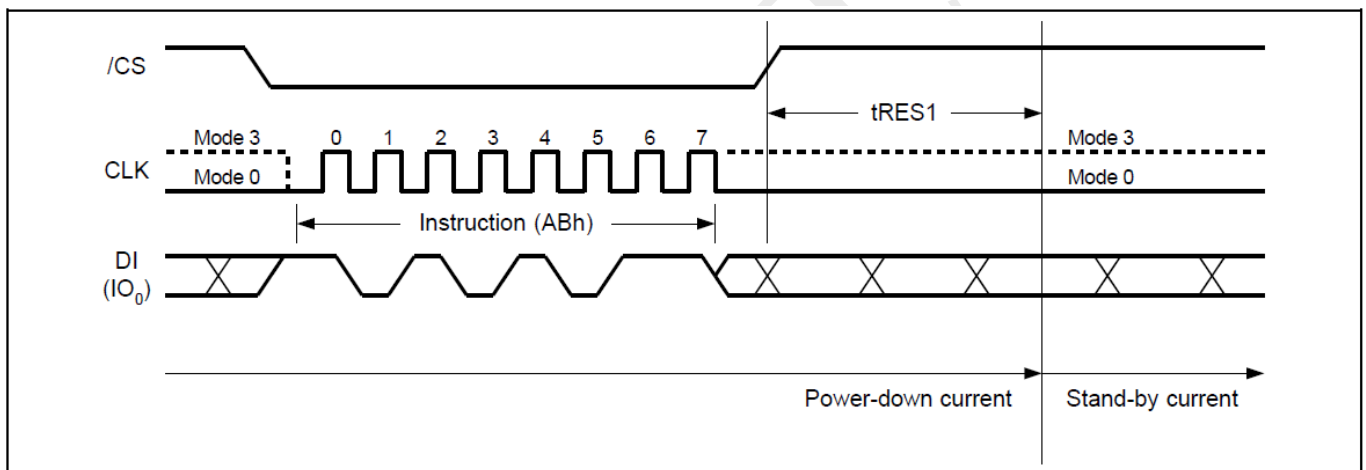 /CS
tRES1
Mode 3 0 1 2 3 4 5 6 7 Mode 3
CLK
Mode 0 Mode 0
Instruction (ABh)
DI
(IO₀)
Power-down current Stand-by current